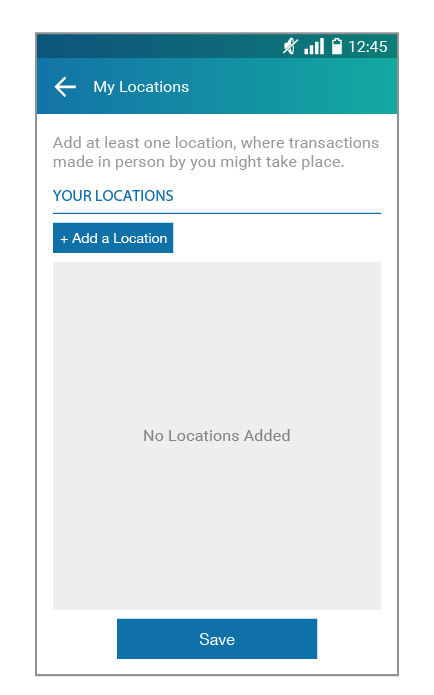 12:45
My Locations
Add at least one location, where transactions
made in person by you might take place.
YOUR LOCATIONS
+ Add a Location
No Locations Added
Save